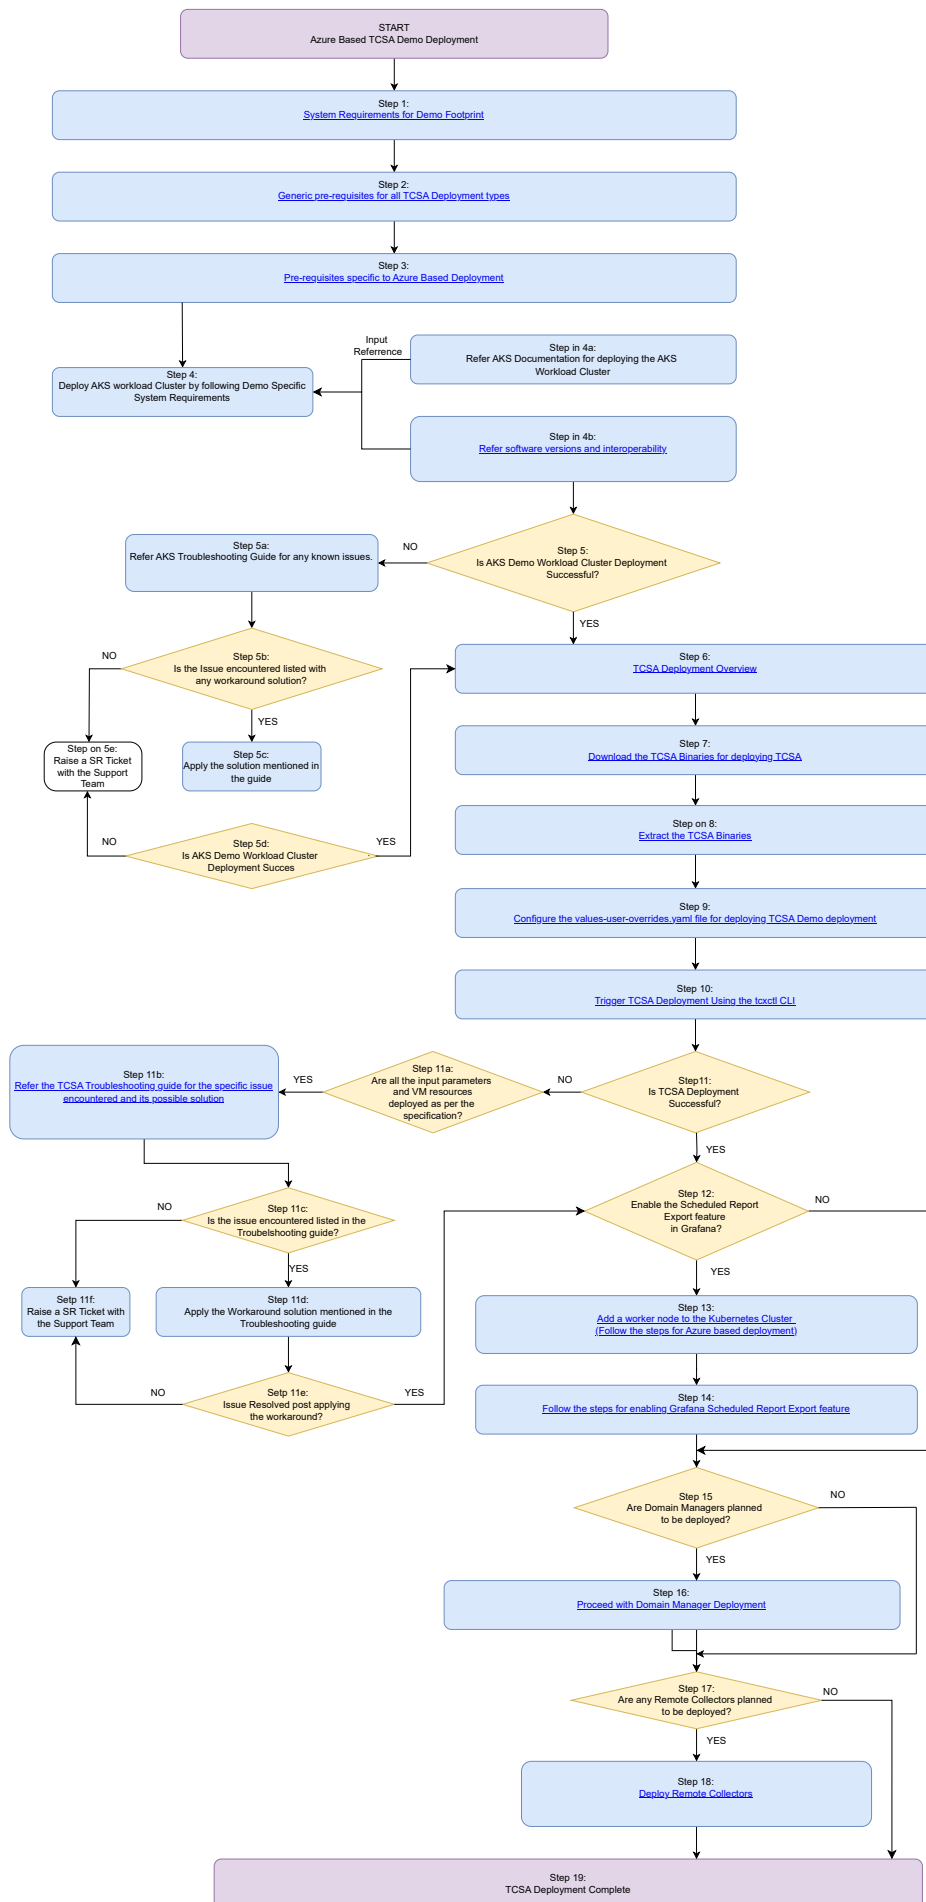 START
Azure Based TCSA Demo Deployment
Step 1:
System Requirements for Demo Footprint
Step 2:
Generic pre-requisites for all TCSA Deployment types
Step 3:
Pre-requisites specific to Azure Based Deployment
Input
Referrence
Step in 4a:
Refer AKS Documentation for deploying the AKS
Workload Cluster
Step 4:
Deploy AKS workload Cluster by following Demo Specific
System Requirements
Step in 4b:
Refer software versions and interoperability
Step 5:
Is AKS Demo Workload Cluster Deployment
Successful?
NO
Step 5a:
Refer AKS Troubleshooting Guide for any known issues.
YES
Step 5b:
Is the Issue encountered listed with
any workaround solution?
NO
YES
Step 6:
TCSA Deployment Overview
Step on 5e:
Raise a SR Ticket
with the Support
Team
Step 5c:
Apply the solution mentioned in
the guide
Step 7:
Download the TCSA Binaries for deploying TCSA
NO
Step 5d:
Is AKS Demo Workload Cluster
Deployment Succes
YES
Step on 8:
Extract the TCSA Binaries
Step 9:
Configure the values-user-overrides.yaml file for deploying TCSA Demo deployment
Step 10:
Trigger TCSA Deployment Using the tcxctl CLI
Step 11b:
Refer the TCSA Troubleshooting guide for the specific issue
encountered and its possible solution
YES
Step 11a:
Are all the input parameters
and VM resources
deployed as per the
specification?
NO
Step11:
Is TCSA Deployment
Successful?
YES
Step 12:
Enable the Scheduled Report
Export feature
in Grafana?
NO
NO
Step 11c:
Is the issue encountered listed in the
Troubelshooting guide?
YES
YES
Setp 11f:
Raise a SR Ticket with
the Support Team
Step 11d:
Apply the Workaround solution mentioned in the
Troubleshooting guide
Step 13:
Add a worker node to the Kubernetes Cluster
(Follow the steps for Azure based deployment)
NO
Setp 11e:
Issue Resolved post applying
the workaround?
YES
Step 14:
Follow the steps for enabling Grafana Scheduled Report Export feature
Step 15
Are Domain Managers planned
to be deployed?
NO
YES
Step 16:
Proceed with Domain Manager Deployment
Step 17:
Are any Remote Collectors planned
to be deployed?
NO
YES
Step 18:
Deploy Remote Collectors
Step 19:
TCSA Deployment Complete